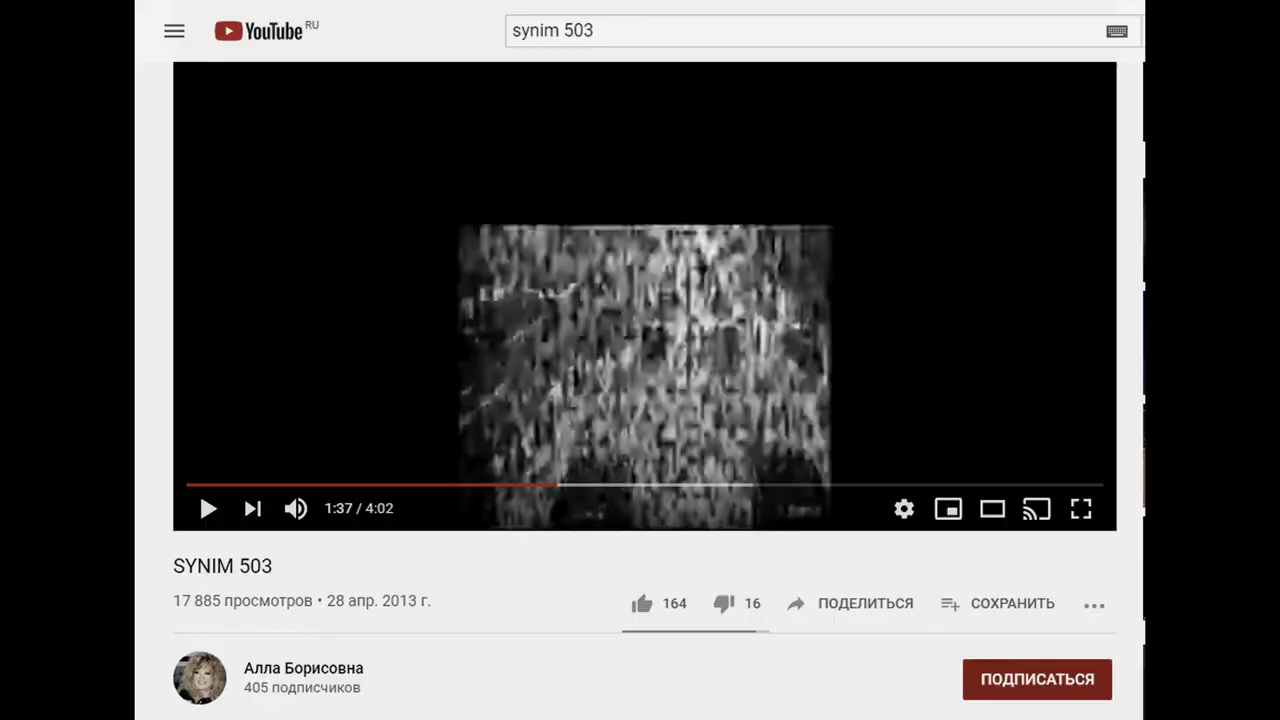 YouTube RU
synim 503
1:37 / 4:02
SYNIM 503
17 885 просмотров • 28 апр. 2013 г.
164
16
ПОДЕЛИТЬСЯ
СОХРАНИТЬ
Алла Борисовна
405 подписчиков
ПОДПИСАТЬСЯ